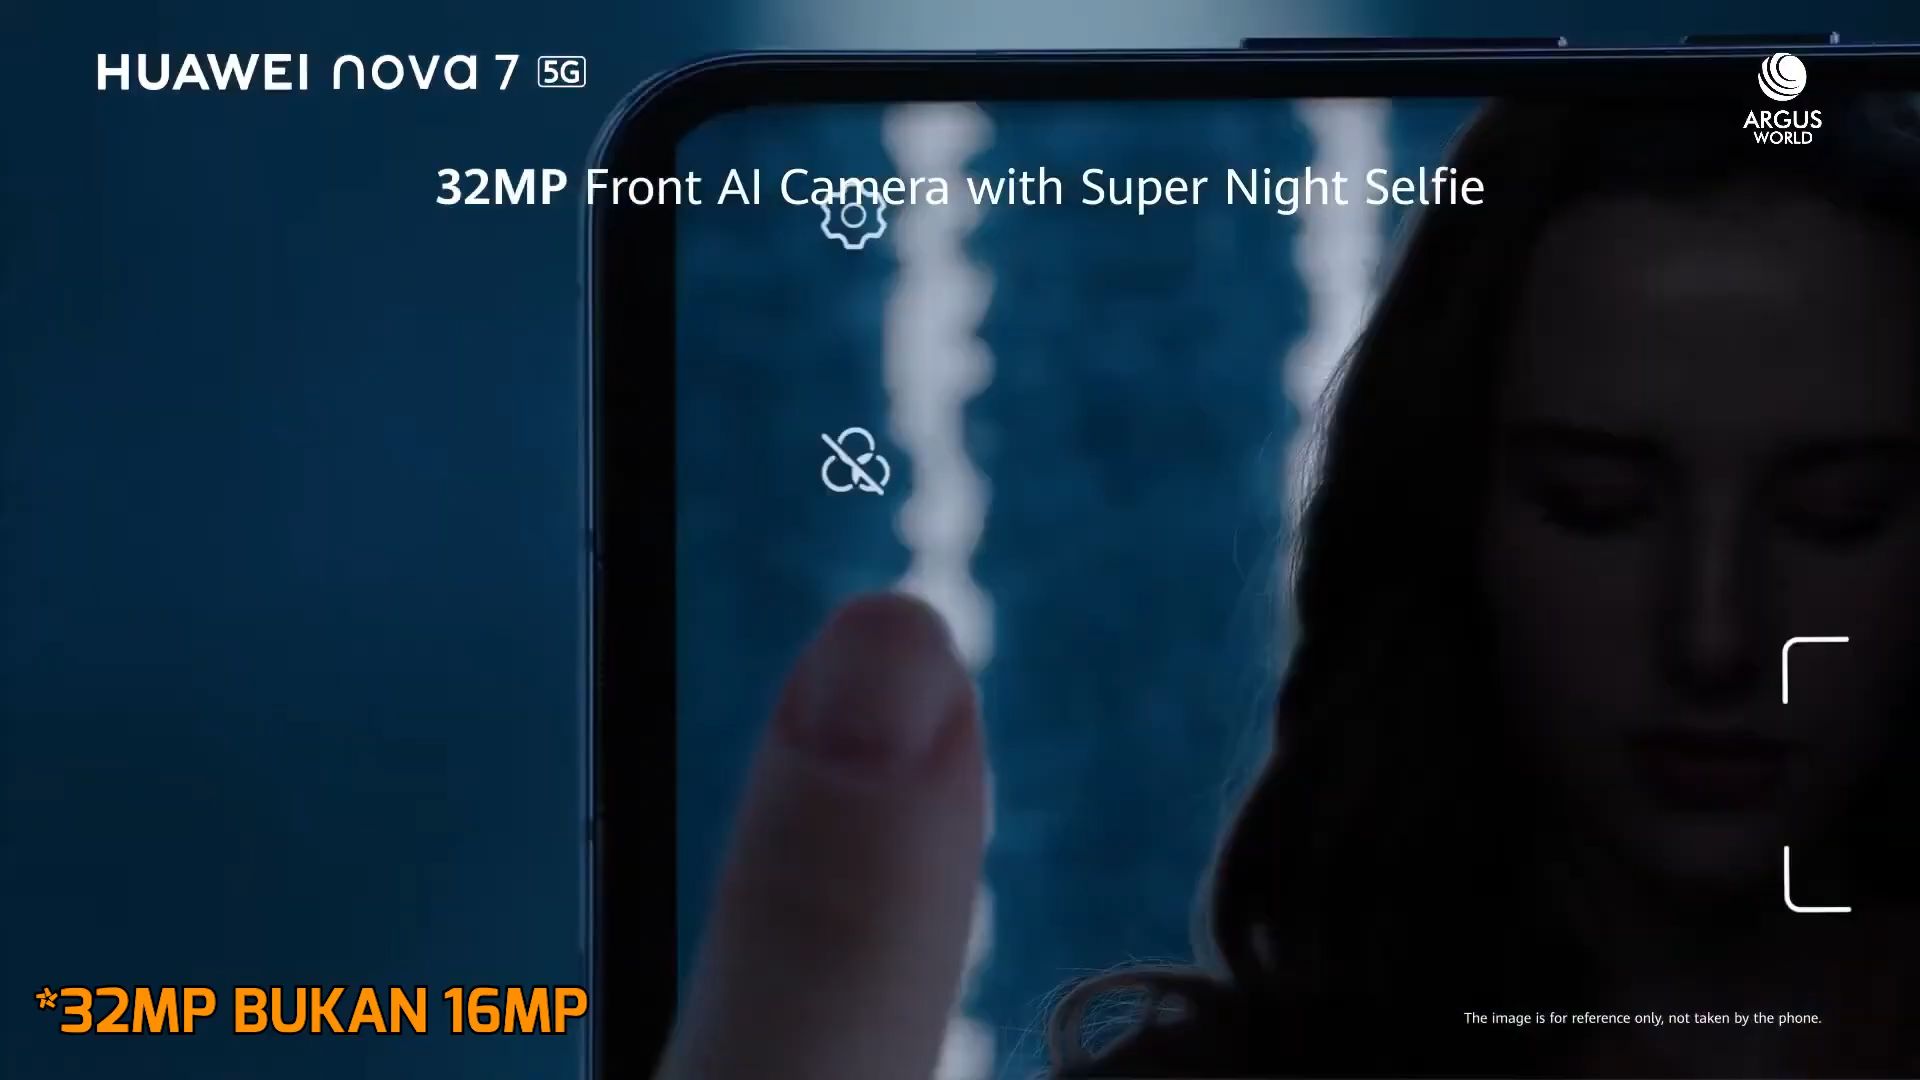 HUAWEI nova 7 5G
ARGUS
WORLD
32MP Front AI Camera with Super Night Selfie
*32MP BUKAN 16MP
The image is for reference only, not taken by the phone.